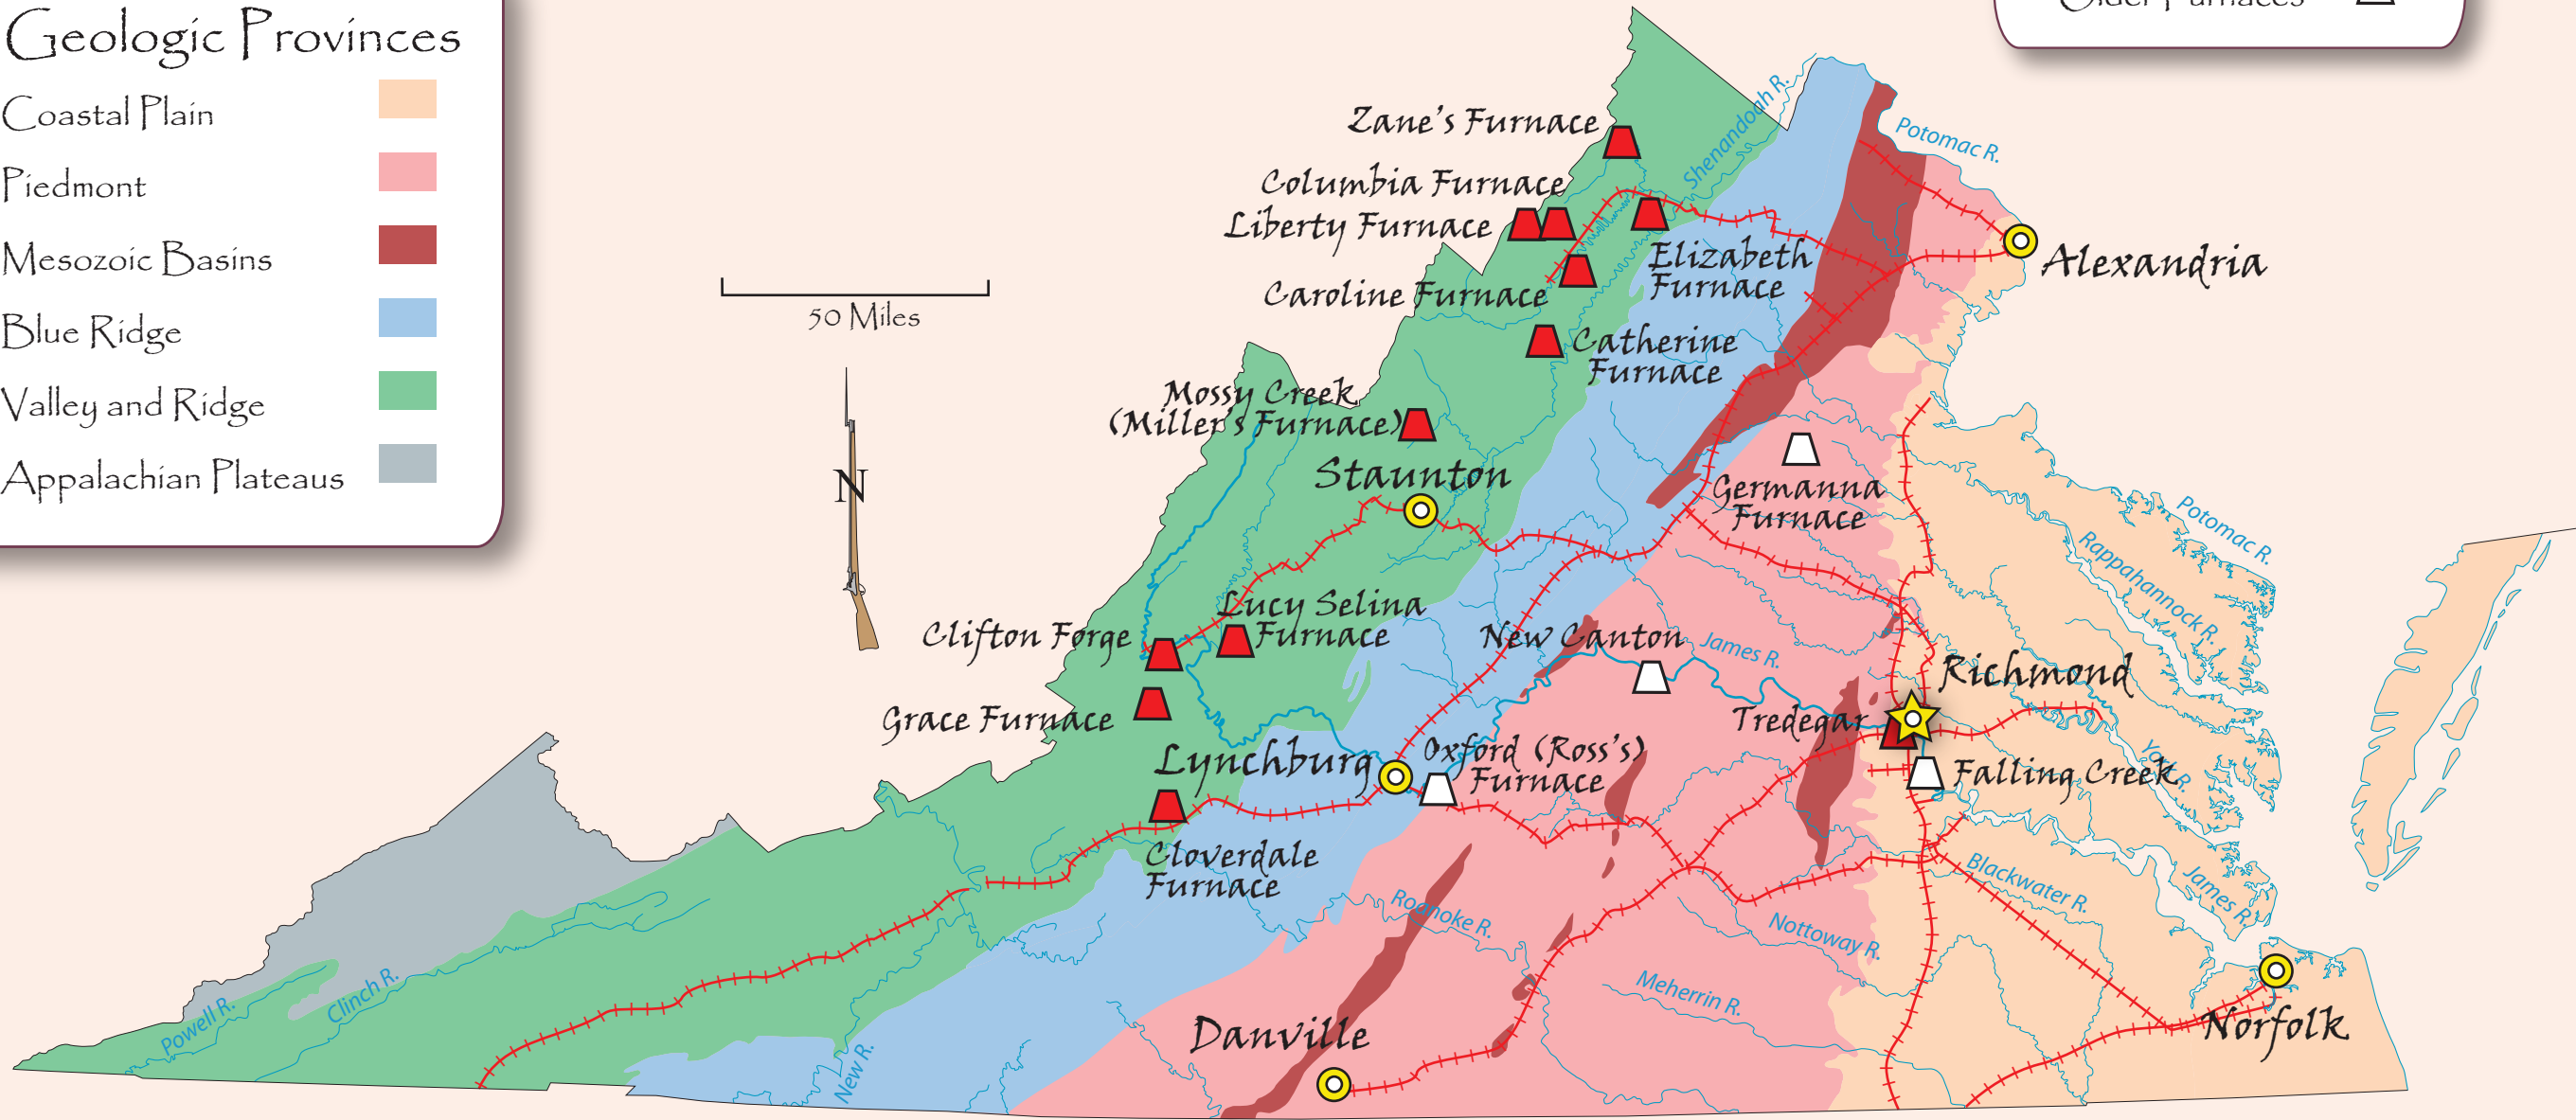 Geologic Provinces
Coastal Plain
Piedmont
Mesozoic Basins
Blue Ridge
Valley and Ridge
Appalachian Plateaus
Older Furnaces
50 Miles
N
Zane's Furnace
Columbia Furnace
Liberty Furnace
Caroline Furnace
Elizabeth
Furnace
Catherine
Furnace
Mossy Creek
(Miller's Furnace)
Staunton
Shenandoah R.
Potomac R.
Alexandria
Germanna
Furnace
Potomac R.
Rappahannock R.
Lucy Selina
Furnace
Clifton Forge
Grace Furnace
New Canton
James R.
Richmond
Tredegar
Lynchburg
Oxford (Ross's)
Furnace
Falling Creek
York R.
Cloverdale
Furnace
Blackwater R.
James R.
Roanoke R.
Nottoway R.
Meherrin R.
Powell R.
Clinch R.
New R.
Danville
Norfolk